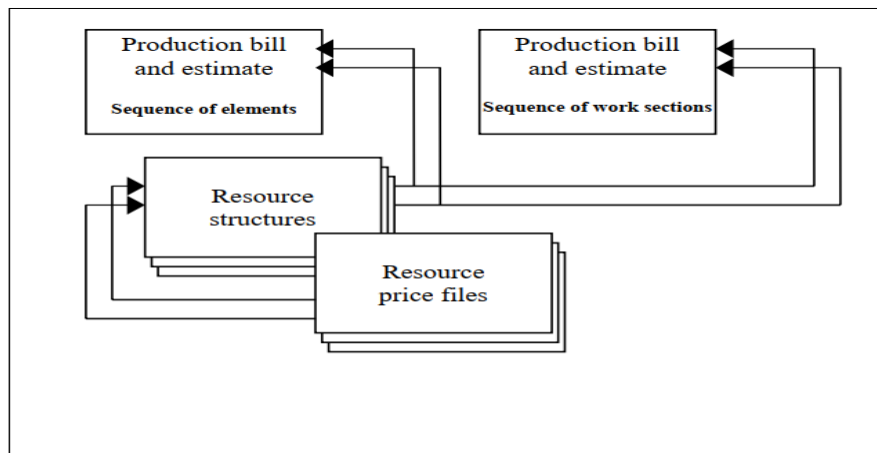 Production bill
and estimate
Sequence of elements
Production bill
and estimate
Sequence of work sections
Resource
structures
Resource
price files